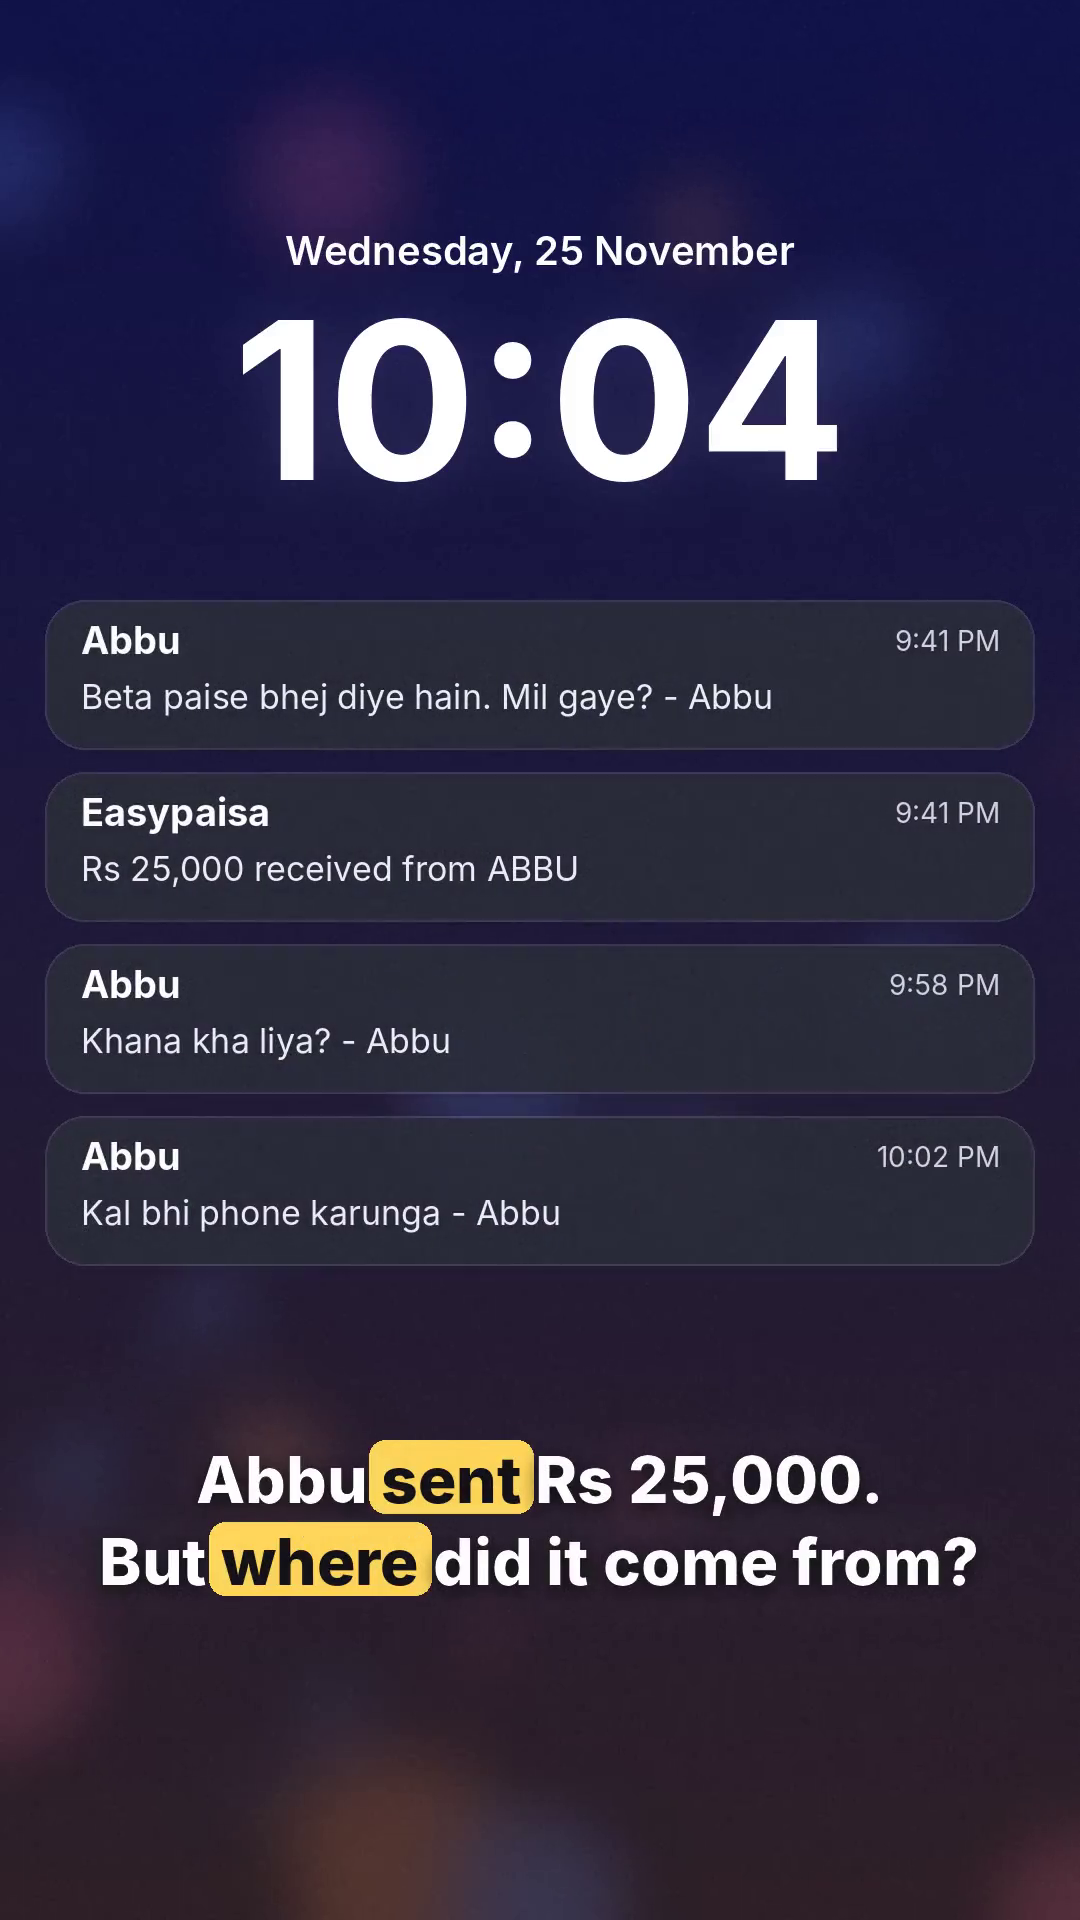 Wednesday, 25 November
10:04
Abbu 9:41 PM
Beta paise bhej diye hain. Mil gaye? - Abbu
Easypaisa 9:41 PM
Rs 25,000 received from ABBU
Abbu 9:58 PM
Khana kha liya? - Abbu
Abbu 10:02 PM
Kal bhi phone karunga - Abbu
Abbu sent Rs 25,000.
But where did it come from?